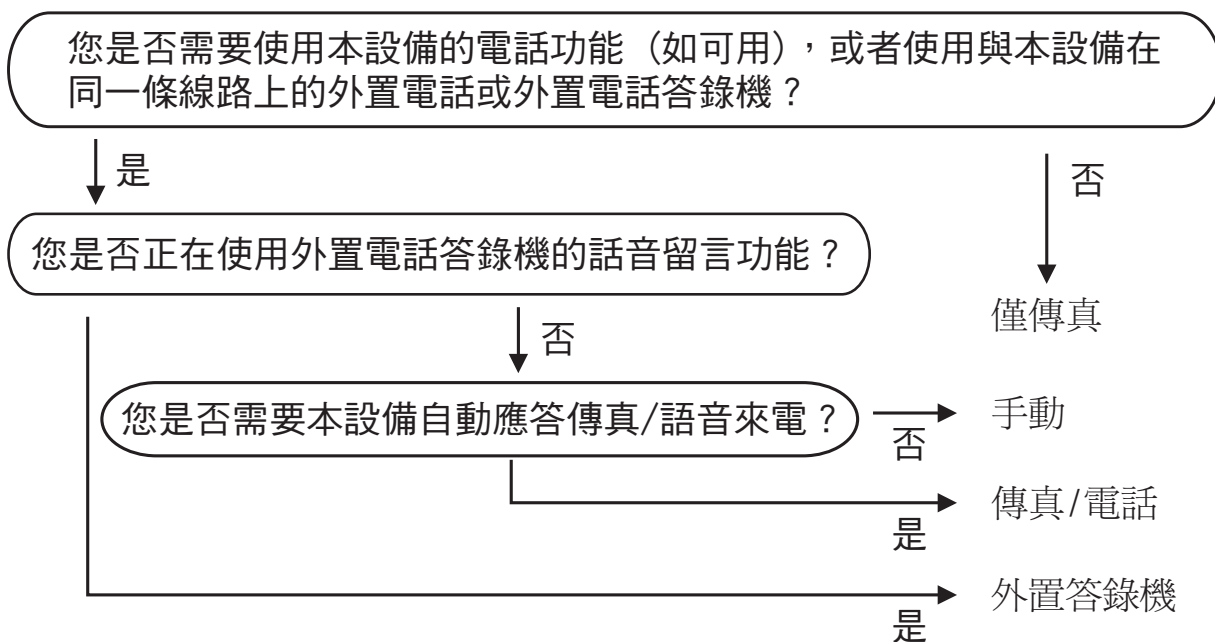 您是否需要使用本設備的電話功能（如可用），或者使用與本設備在
同一條線路上的外置電話或外置電話答錄機？
是
否
您是否正在使用外置電話答錄機的話音留言功能？
僅傳真
否
您是否需要本設備自動應答傳真/語音來電？
手動
否
傳真/電話
是
外置答錄機
是